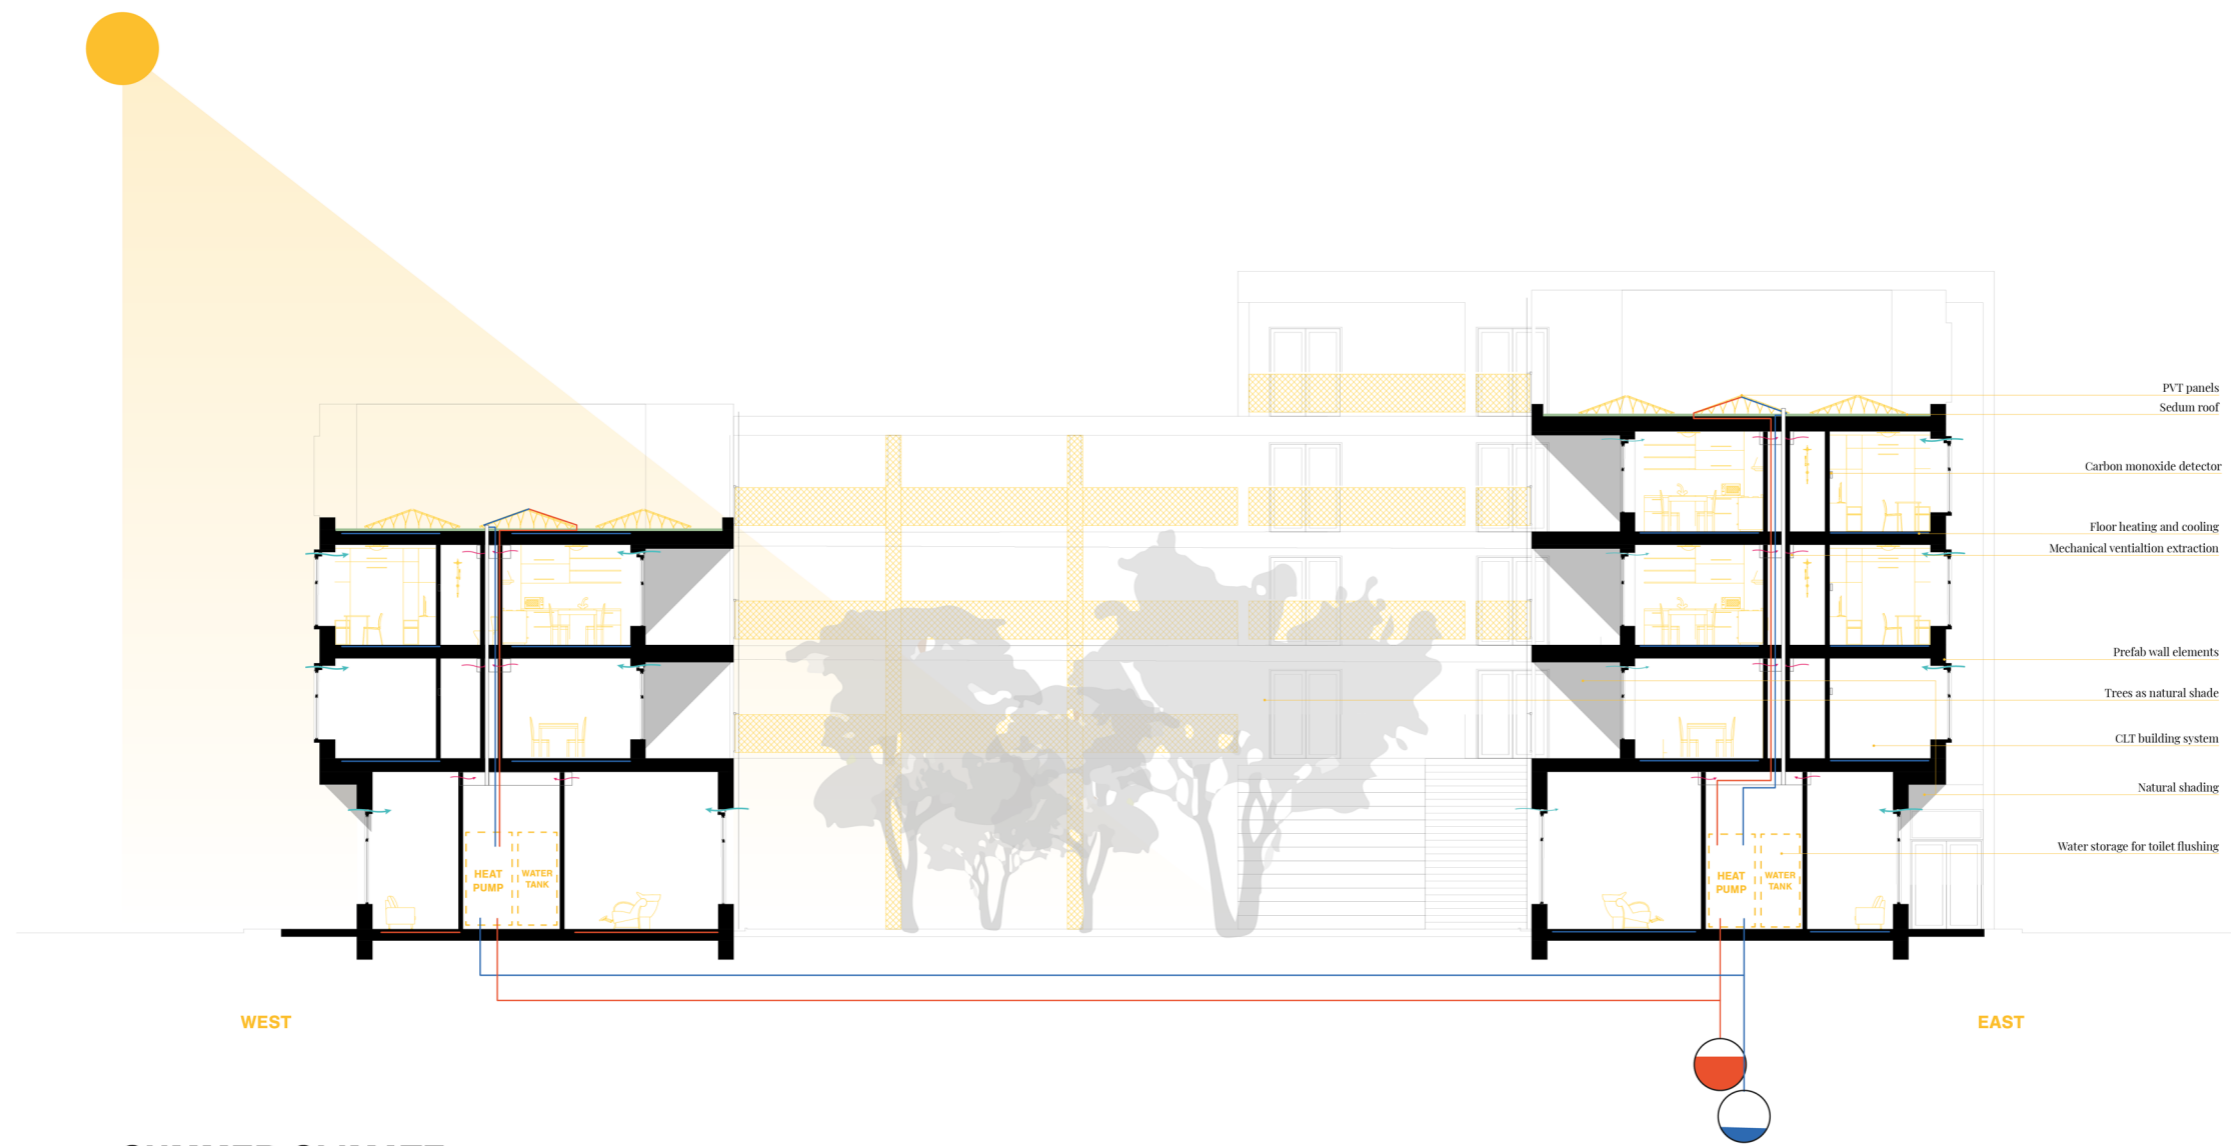 PVT panels
Sedum roof
Carbon monoxide detector
Floor heating and cooling
Mechanical ventialtion extraction
Prefab wall elements
Trees as natural shade
CLT building system
Natural shading
Water storage for toilet flushing
HEAT
PUMP
WATER
TANK
HEAT
PUMP
WATER
TANK
WEST
EAST